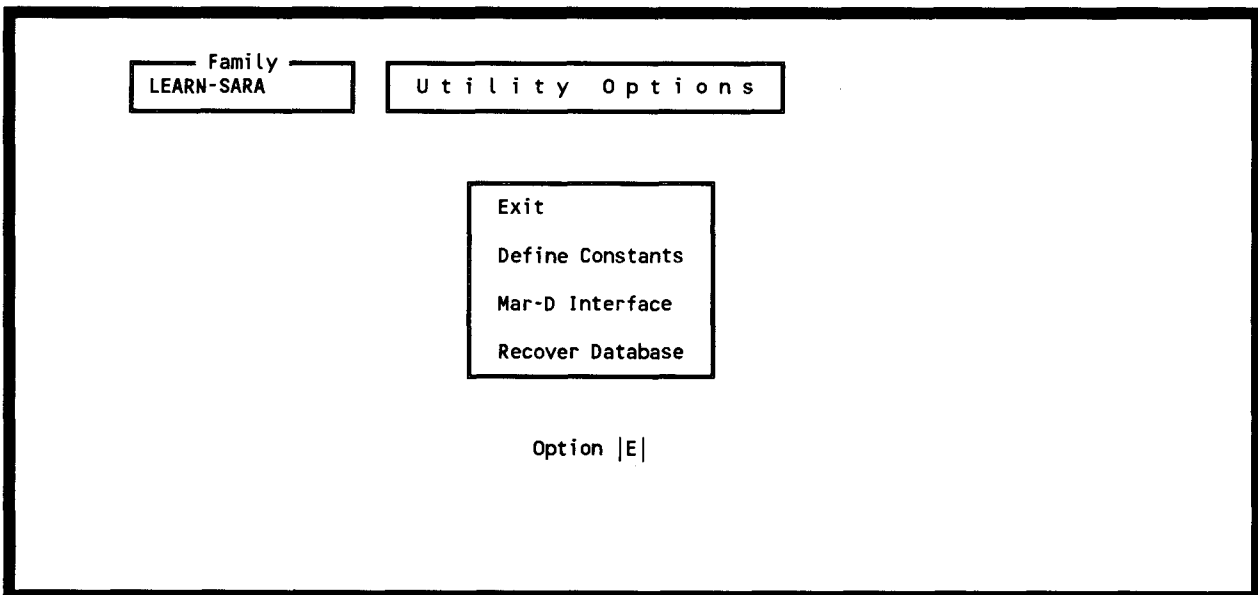 Family
LEARN-SARA
Utility Options
Exit
Define Constants
Mar-D Interface
Recover Database
Option |E|